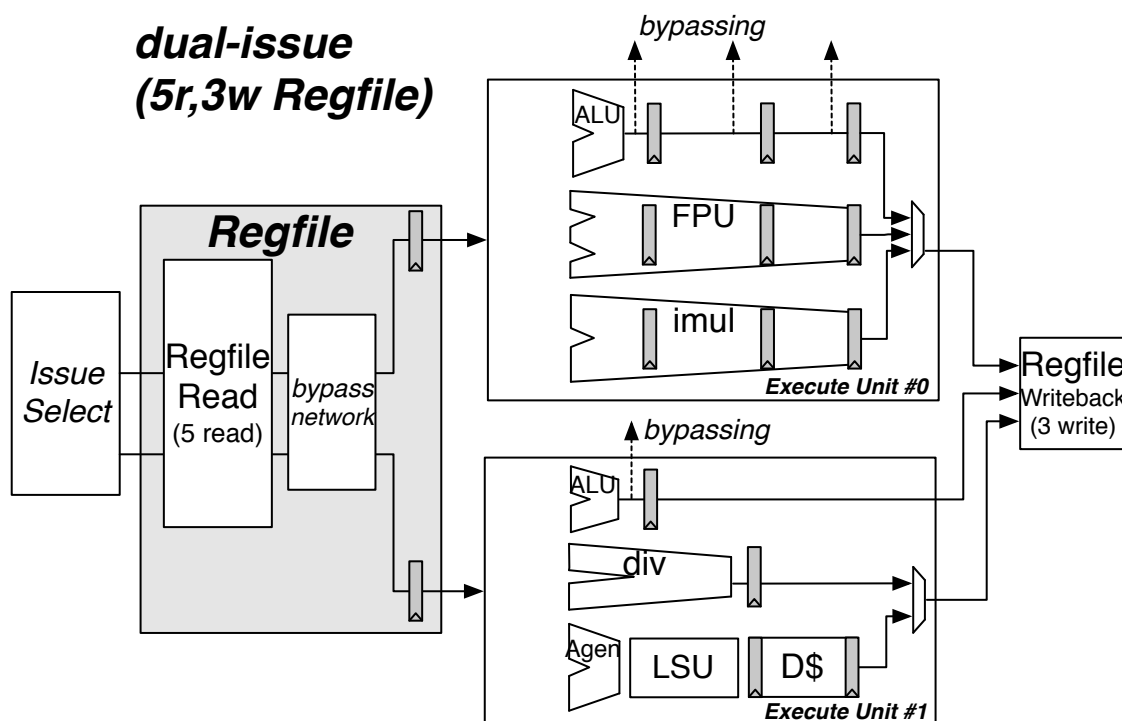 dual-issue
(5r,3w Regfile)
bypassing
ALU
FPU
imul
Execute Unit #0
Regfile
Issue
Select
Regfile
Read
(5 read)
bypass
network
Regfile
Writeback
(3 write)
bypassing
ALU
div
Agen
LSU
D$
Execute Unit #1